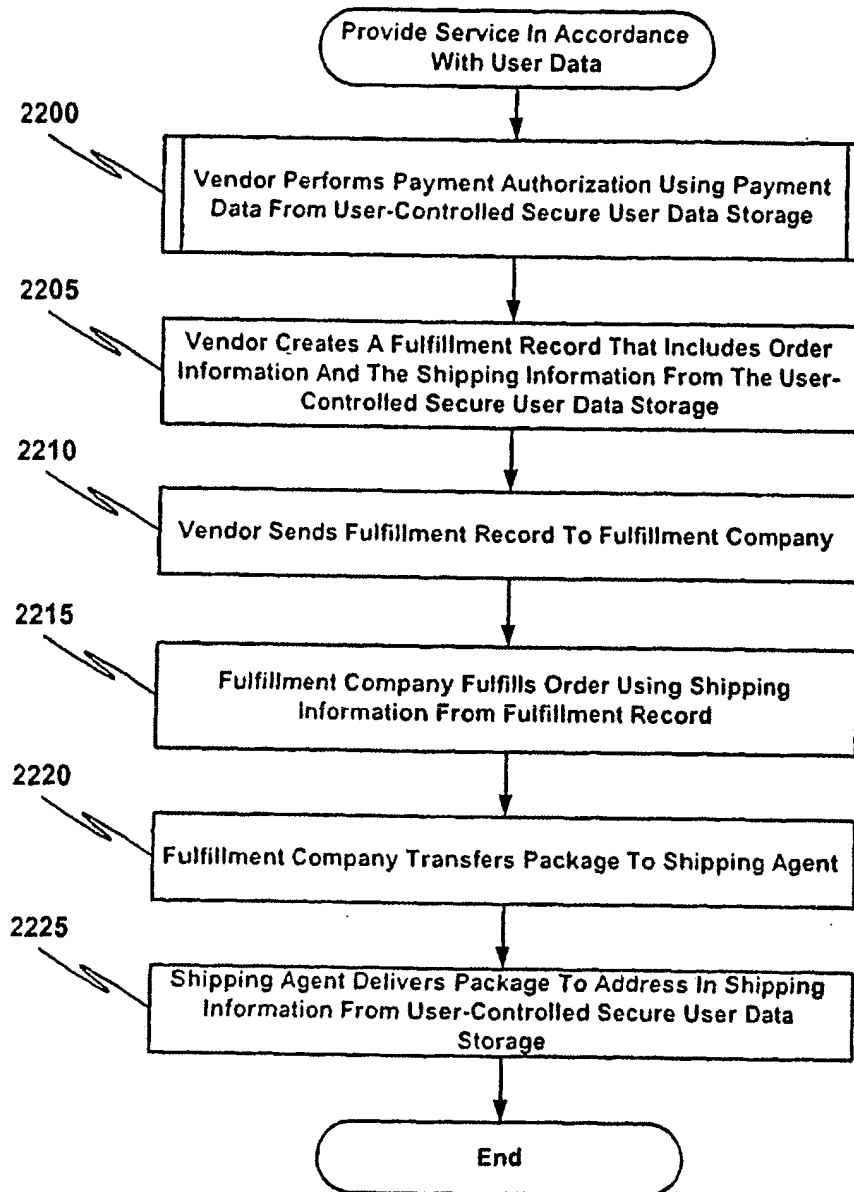 Provide Service In Accordance
With User Data
2200
Vendor Performs Payment Authorization Using Payment
Data From User-Controlled Secure User Data Storage
2205
Vendor Creates A Fulfillment Record That Includes Order
Information And The Shipping Information From The User-
Controlled Secure User Data Storage
2210
Vendor Sends Fulfillment Record To Fulfillment Company
2215
Fulfillment Company Fulfills Order Using Shipping
Information From Fulfillment Record
2220
Fulfillment Company Transfers Package To Shipping Agent
2225
Shipping Agent Delivers Package To Address In Shipping
Information From User-Controlled Secure User Data
Storage
End